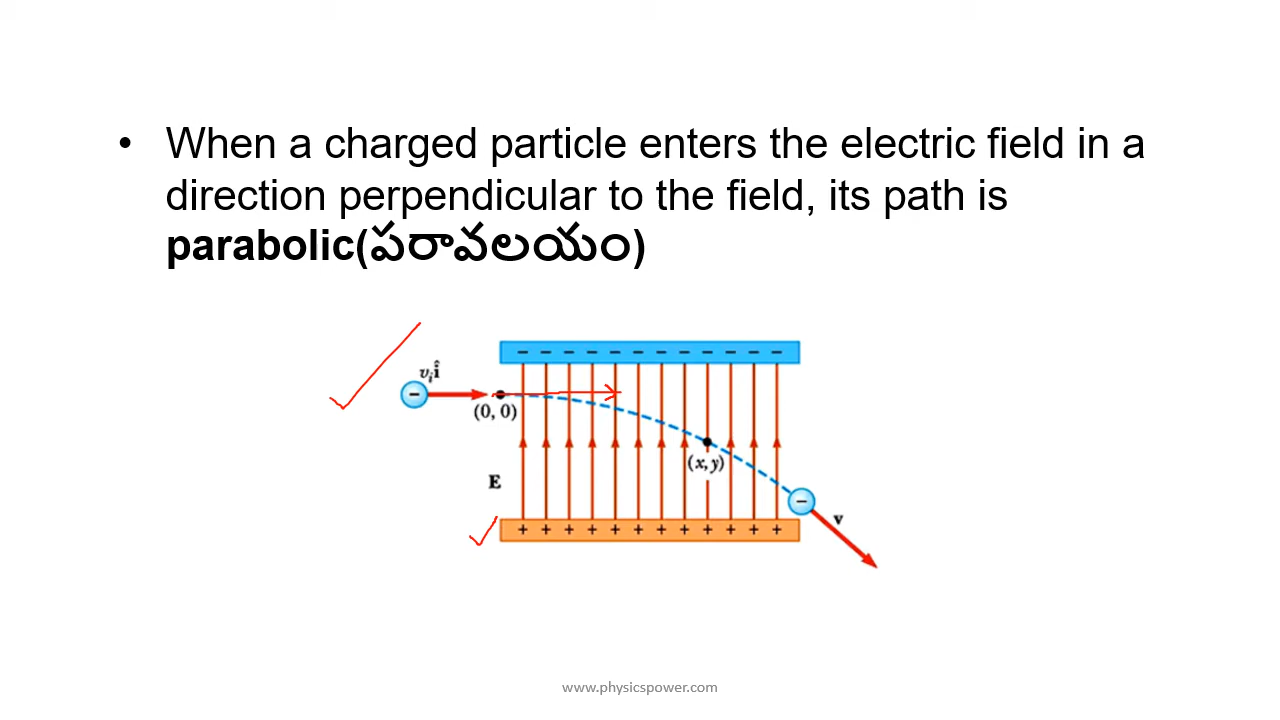 • When a charged particle enters the electric field in a
direction perpendicular to the field, its path is
parabolic(పరావలయం)
− − − − − − − − − − − −
vᵢî
−
(0, 0)
(x, y)
E
−
v
+ + + + + + + + + + + +
www.physicspower.com